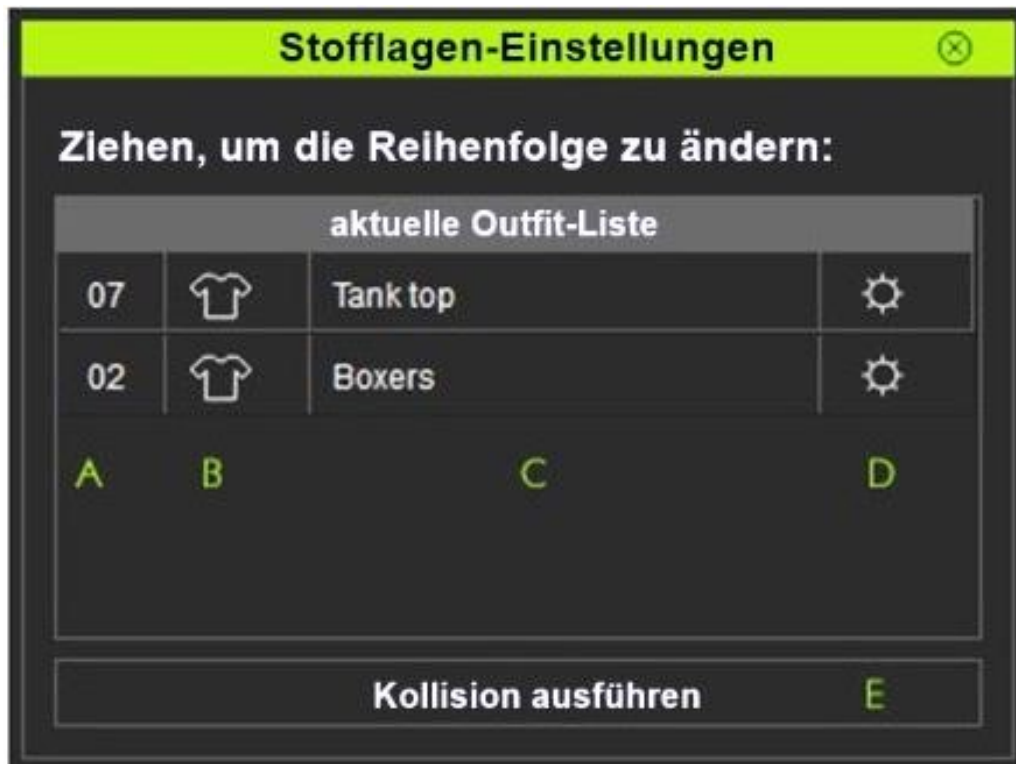 Stofflagen-Einstellungen
Ziehen, um die Reihenfolge zu ändern:
aktuelle Outfit-Liste
07 Tank top
02 Boxers
A B C D
Kollision ausführen E